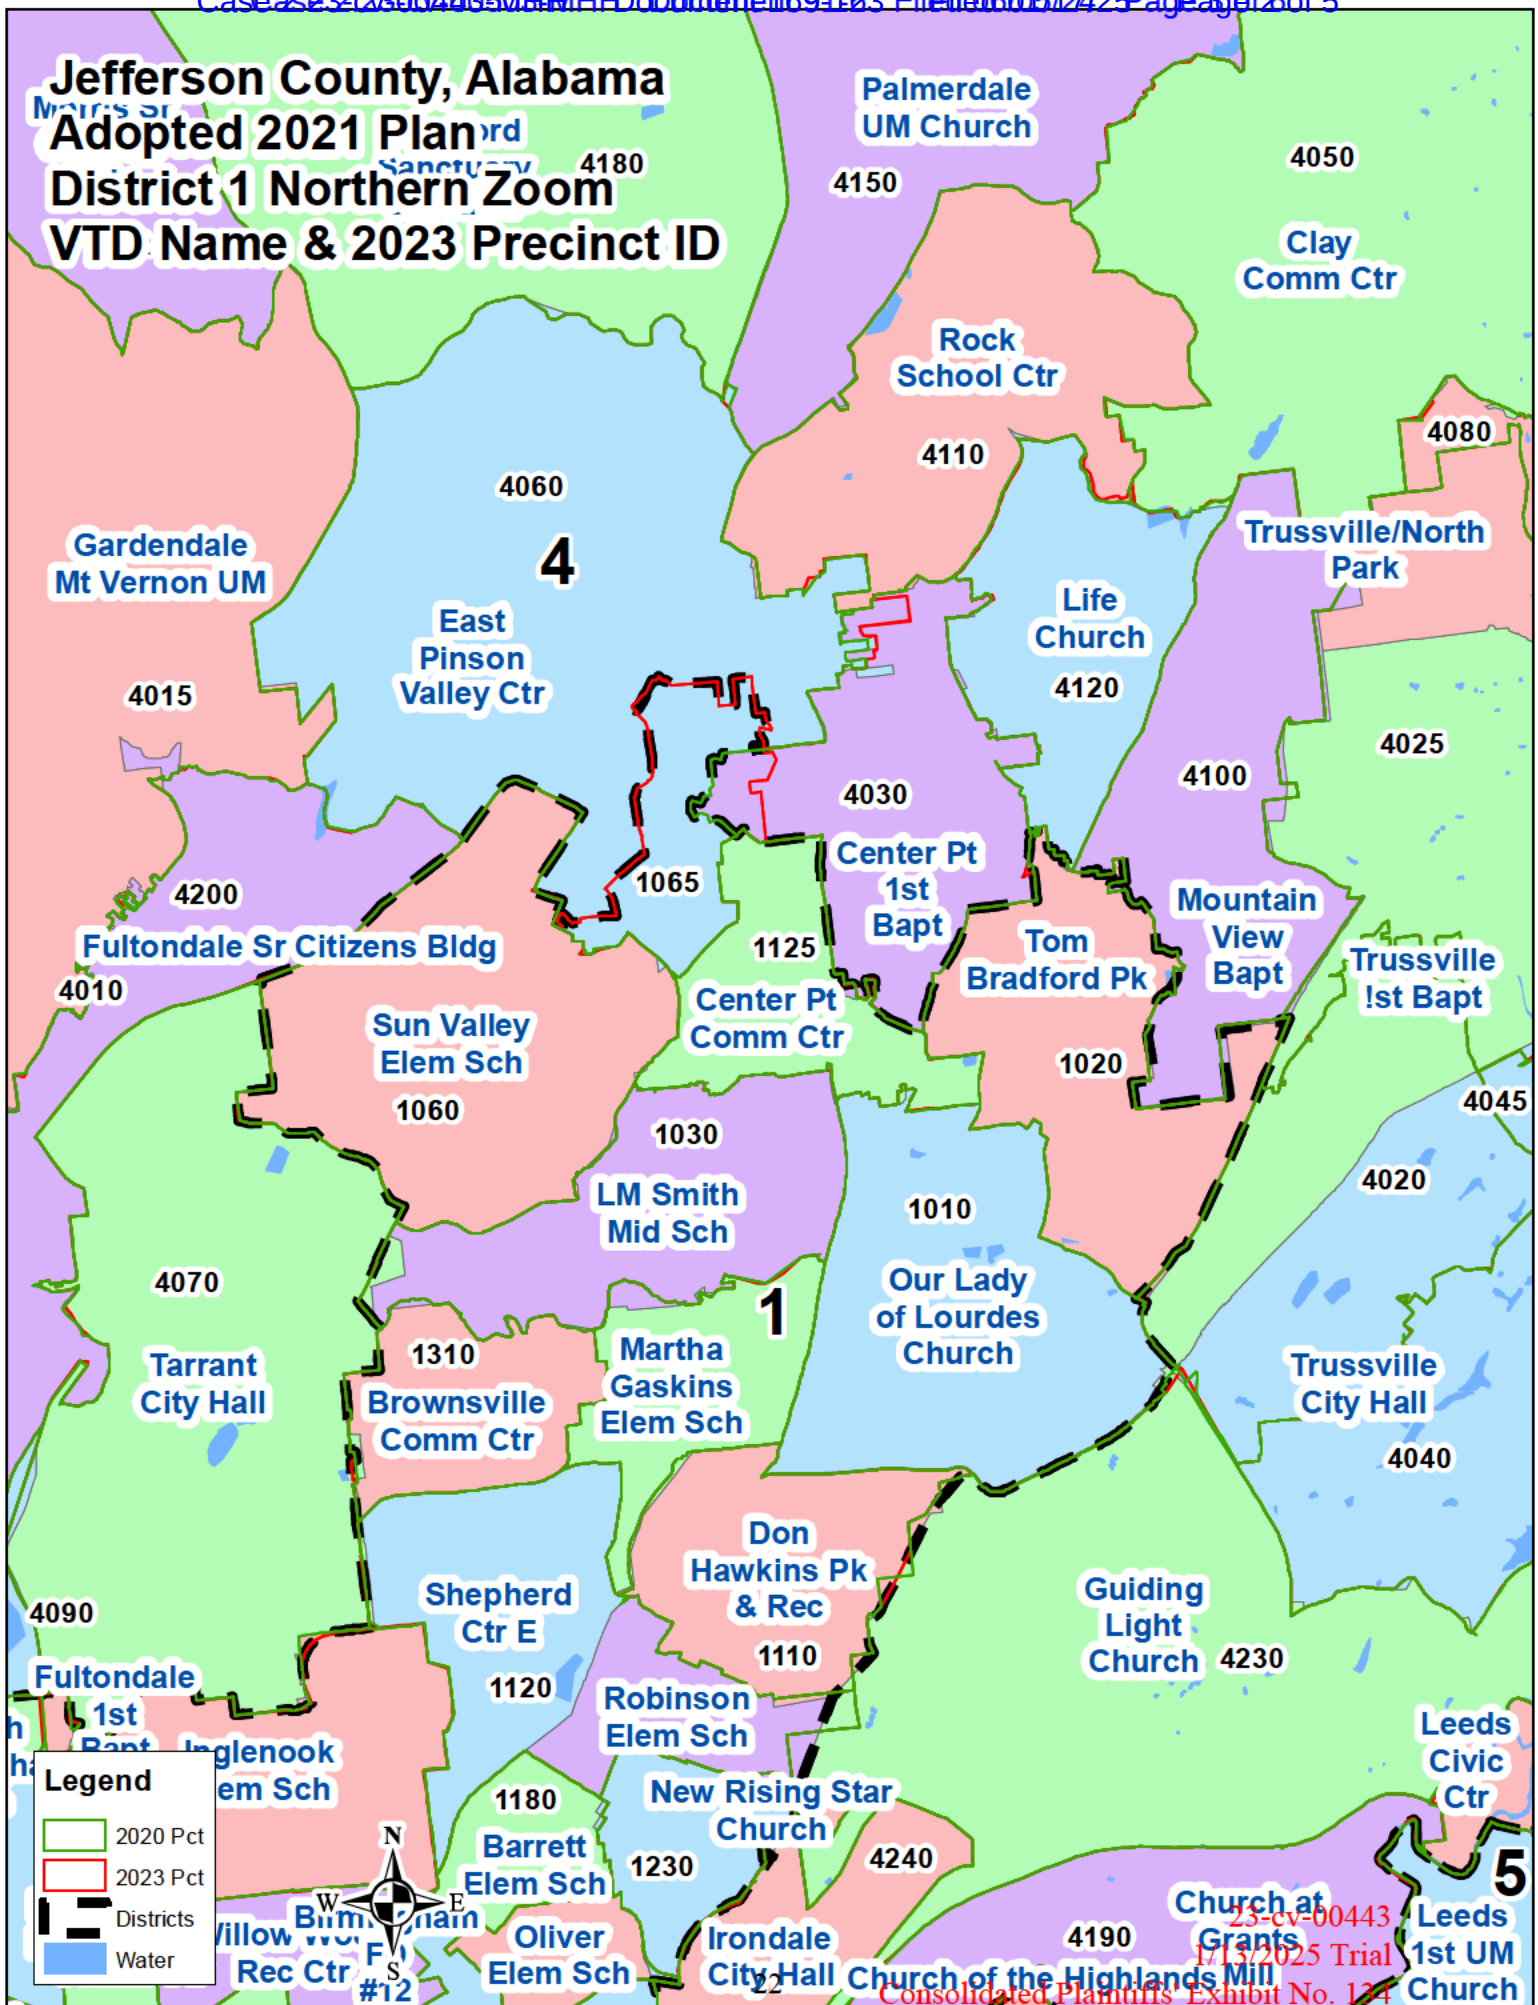 Jefferson County, Alabama
Adopted 2021 Plan
District 1 Northern Zoom
VTD Name & 2023 Precinct ID
Sanctuary
4180
Palmerdale
UM Church
4150
4050
Clay
Comm Ctr
Rock
School Ctr
4110
4080
4060
4
Trussville/North
Park
Gardendale
Mt Vernon UM
East
Pinson
Valley Ctr
Life
Church
4120
4015
4025
4100
4030
Center Pt
1st
Bapt
1065
4200
Mountain
View
Bapt
Fultondale Sr Citizens Bldg
1125
Tom
Bradford Pk
Trussville
!st Bapt
4010
Center Pt
Comm Ctr
Sun Valley
Elem Sch
1060
1020
4045
1030
LM Smith
Mid Sch
4020
1010
Our Lady
of Lourdes
Church
4070
1
Tarrant
City Hall
1310
Brownsville
Comm Ctr
Martha
Gaskins
Elem Sch
Trussville
City Hall
4040
Don
Hawkins Pk
& Rec
1110
Shepherd
Ctr E
1120
Guiding
Light
Church 4230
4090
Fultondale
1st
Bapt
Inglenook
em Sch
Robinson
Elem Sch
Leeds
Civic
Ctr
Legend
2020 Pct
2023 Pct
Districts
Water
N
W E
S
1180
Barrett
Elem Sch
New Rising Star
Church
1230
4240
5
Birmingham
Rec Ctr
#12
Oliver
Elem Sch
Irondale
City Hall
22
Church of the Highlands
4190
Church at
Grants
Mill
Leeds
1st UM
Church
23-cv-00443
1/13/2025 Trial
Consolidated Plaintiffs' Exhibit No. 134